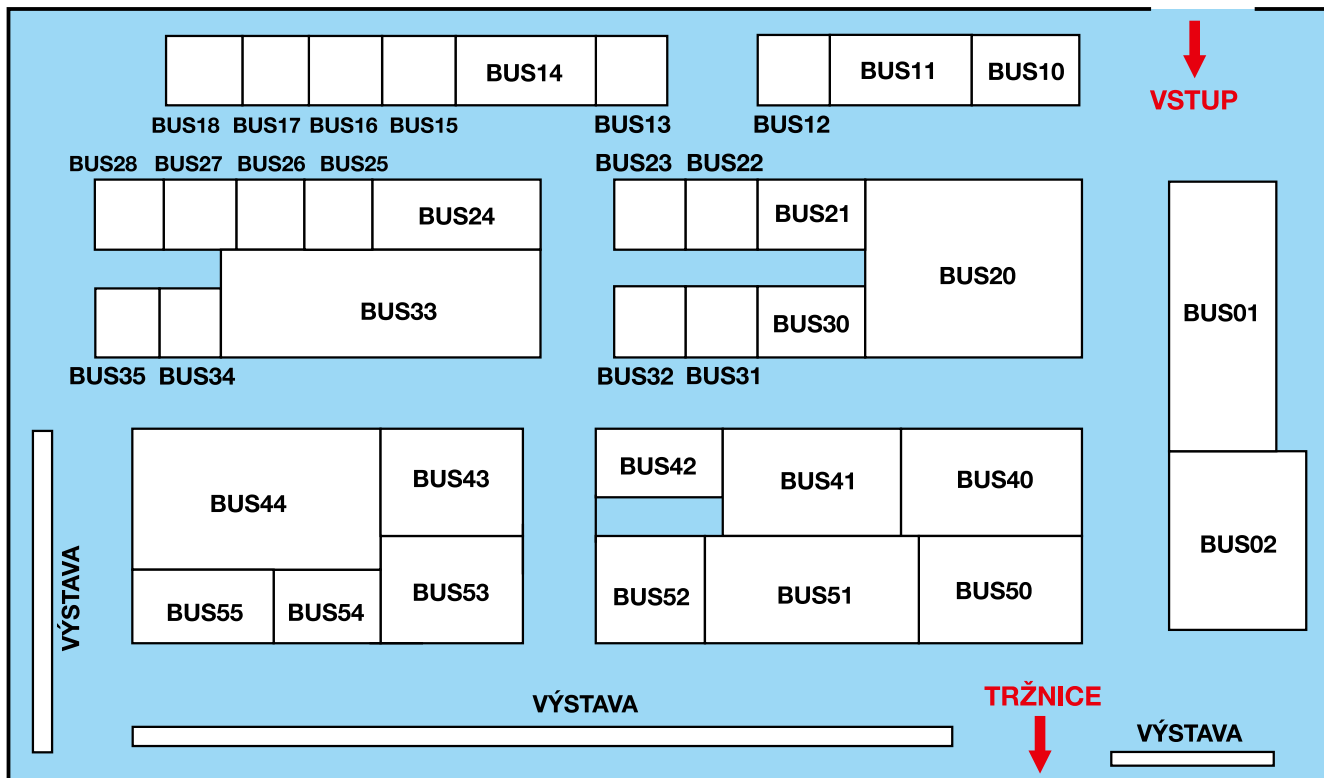 BUS14
BUS11
BUS10
VSTUP
BUS18
BUS17
BUS16
BUS15
BUS13
BUS12
BUS28
BUS27
BUS26
BUS25
BUS23
BUS22
BUS24
BUS21
BUS20
BUS33
BUS30
BUS01
BUS35
BUS34
BUS32
BUS31
BUS43
BUS42
BUS41
BUS40
BUS44
BUS02
BUS55
BUS54
BUS53
BUS52
BUS51
BUS50
VÝSTAVA
VÝSTAVA
TRŽNICE
VÝSTAVA